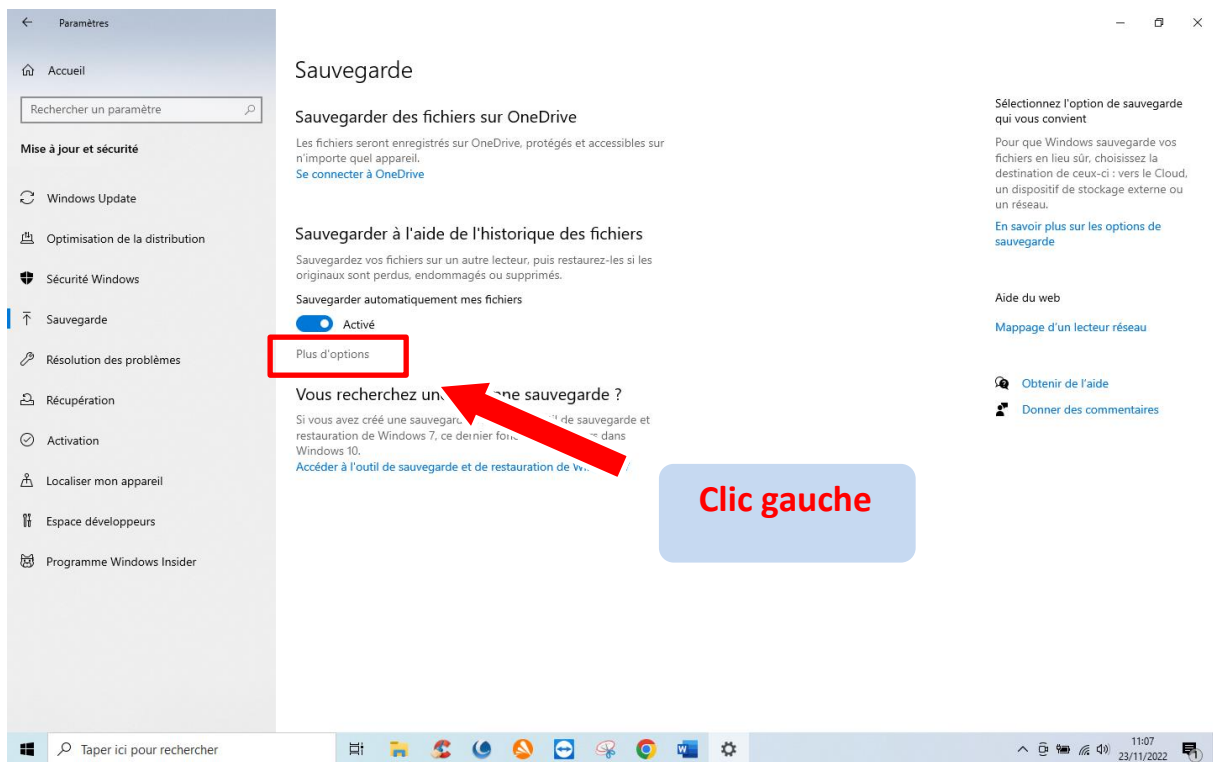 Paramètres
Accueil
Rechercher un paramètre
Mise à jour et sécurité
Windows Update
Optimisation de la distribution
Sécurité Windows
Sauvegarde
Résolution des problèmes
Récupération
Activation
Localiser mon appareil
Espace développeurs
Programme Windows Insider
Sauvegarde
Sauvegarder des fichiers sur OneDrive
Les fichiers seront enregistrés sur OneDrive, protégés et accessibles sur
n'importe quel appareil.
Se connecter à OneDrive
Sauvegarder à l'aide de l'historique des fichiers
Sauvegardez vos fichiers sur un autre lecteur, puis restaurez-les si les
originaux sont perdus, endommagés ou supprimés.
Sauvegarder automatiquement mes fichiers
Activé
Plus d'options
Vous recherchez sauvegarde ?
Si vous avez créé une de sauvegarde et
restauration de Windows 7, ce dernier dans
Windows 10.
Accéder à l'outil de sauvegarde et de restauration de
Clic gauche
Sélectionnez l'option de sauvegarde
qui vous convient
Pour que Windows sauvegarde vos
fichiers en lieu sûr, choisissez la
destination de ceux-ci : vers le Cloud,
un dispositif de stockage externe ou
un réseau.
En savoir plus sur les options de
sauvegarde
Aide du web
Mappage d'un lecteur réseau
Obtenir de l'aide
Donner des commentaires
Taper ici pour rechercher
11:07
23/11/2022
1